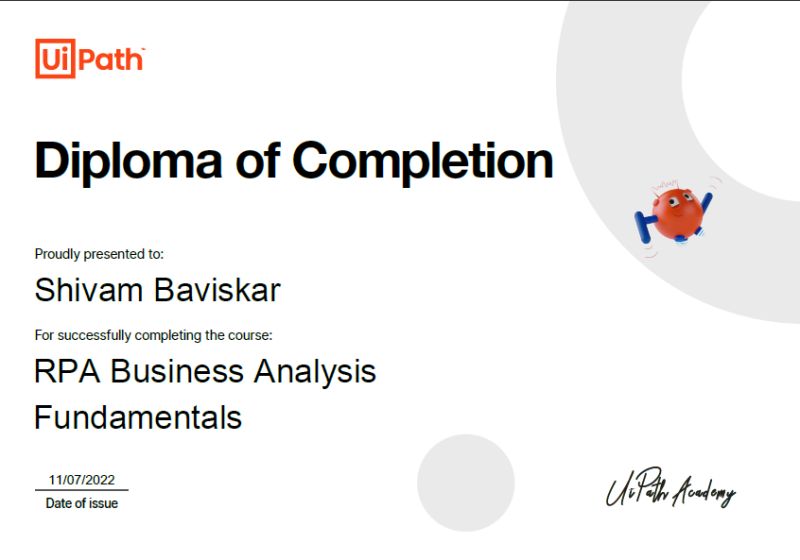 UiPath™
Diploma of Completion
Proudly presented to:
Shivam Baviskar
For successfully completing the course:
RPA Business Analysis
Fundamentals
11/07/2022
Date of issue
UiPath Academy